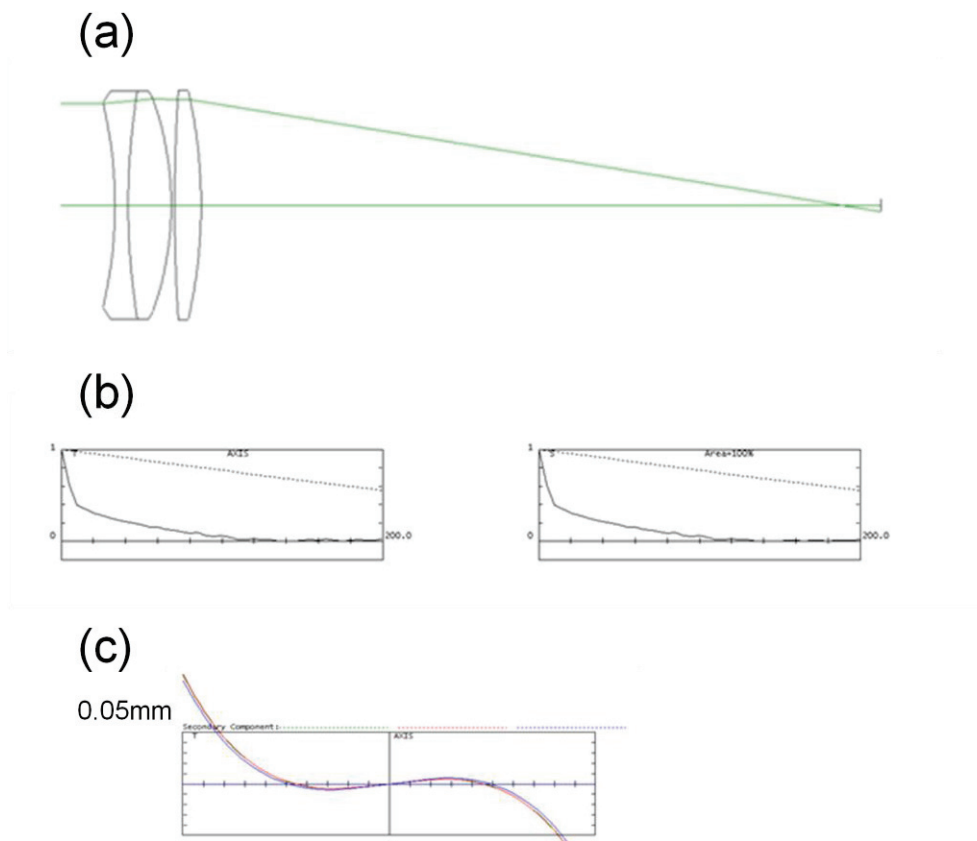 (a)
(b)
1 T AXIS
0 200.0
1 S Area=100%
0 200.0
(c)
0.05mm
Secondary Component:
T AXIS